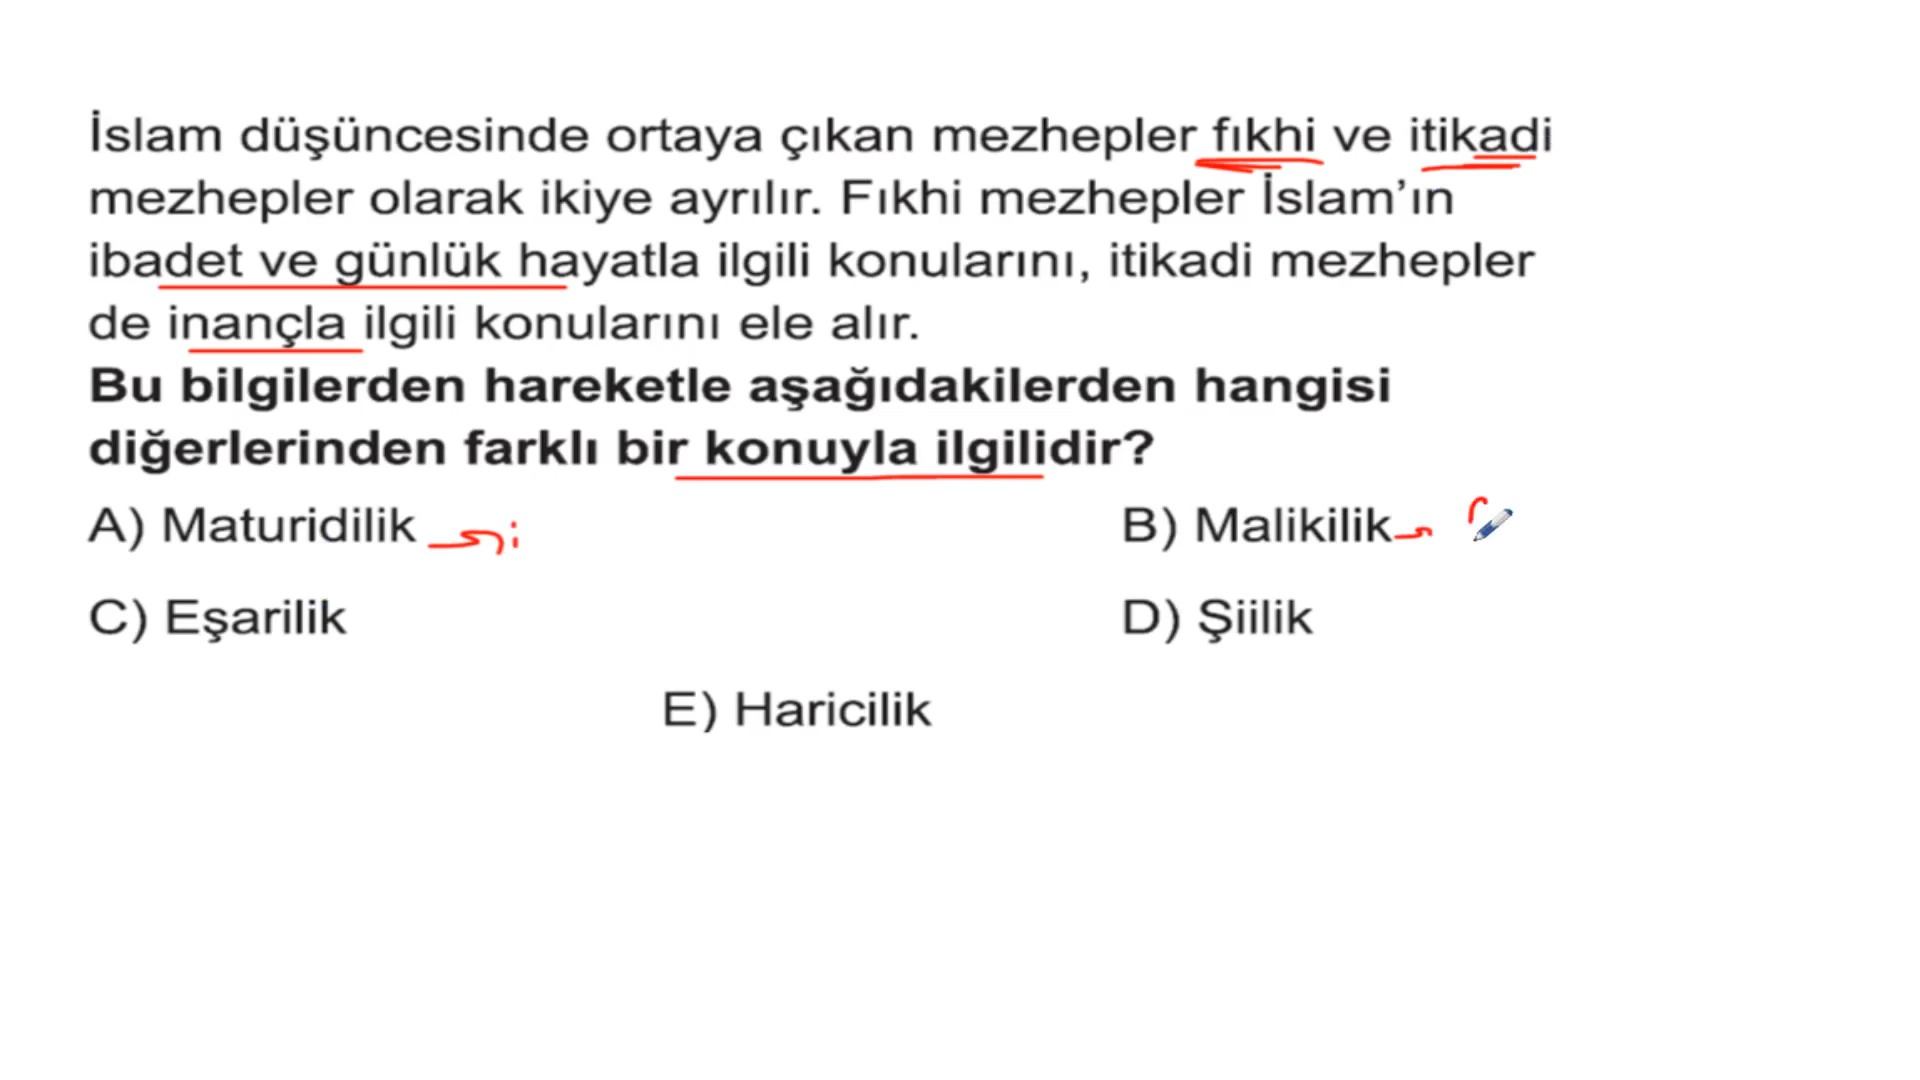 İslam düşüncesinde ortaya çıkan mezhepler fıkhi ve itikadi
mezhepler olarak ikiye ayrılır. Fıkhi mezhepler İslam’ın
ibadet ve günlük hayatla ilgili konularını, itikadi mezhepler
de inançla ilgili konularını ele alır.
Bu bilgilerden hareketle aşağıdakilerden hangisi
diğerlerinden farklı bir konuyla ilgilidir?
A) Maturidilik i
B) Malikilik
C) Eşarilik
D) Şiilik
E) Haricilik